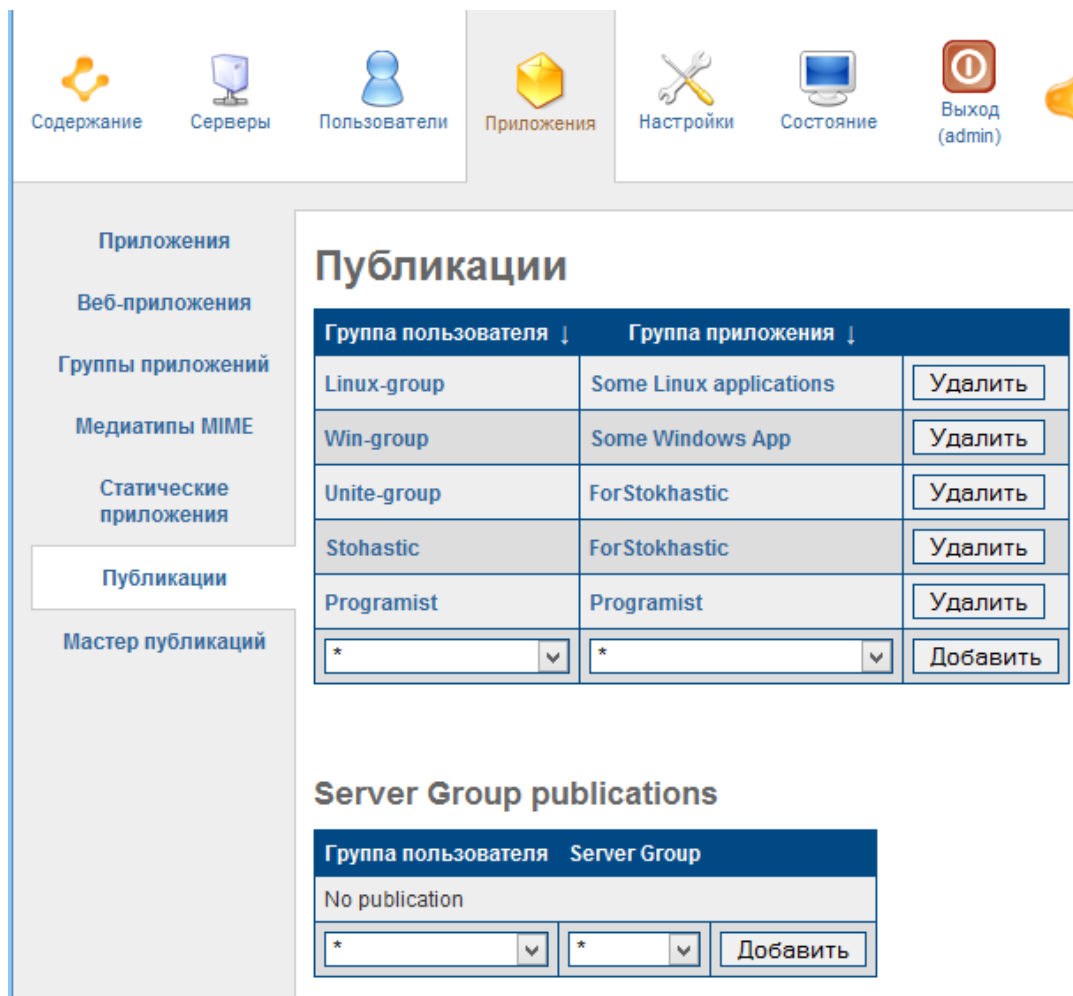 Содержание Серверы Пользователи Приложения Настройки Состояние Выход
(admin)
Приложения
Веб-приложения
Группы приложений
Медиатипы MIME
Статические
приложения
Публикации
Мастер публикаций
Публикации
Группа пользователя ↓ Группа приложения ↓
Linux-group Some Linux applications Удалить
Win-group Some Windows App Удалить
Unite-group ForStokhastic Удалить
Stohastic ForStokhastic Удалить
Programist Programist Удалить
* * Добавить
Server Group publications
Группа пользователя Server Group
No publication
* * Добавить